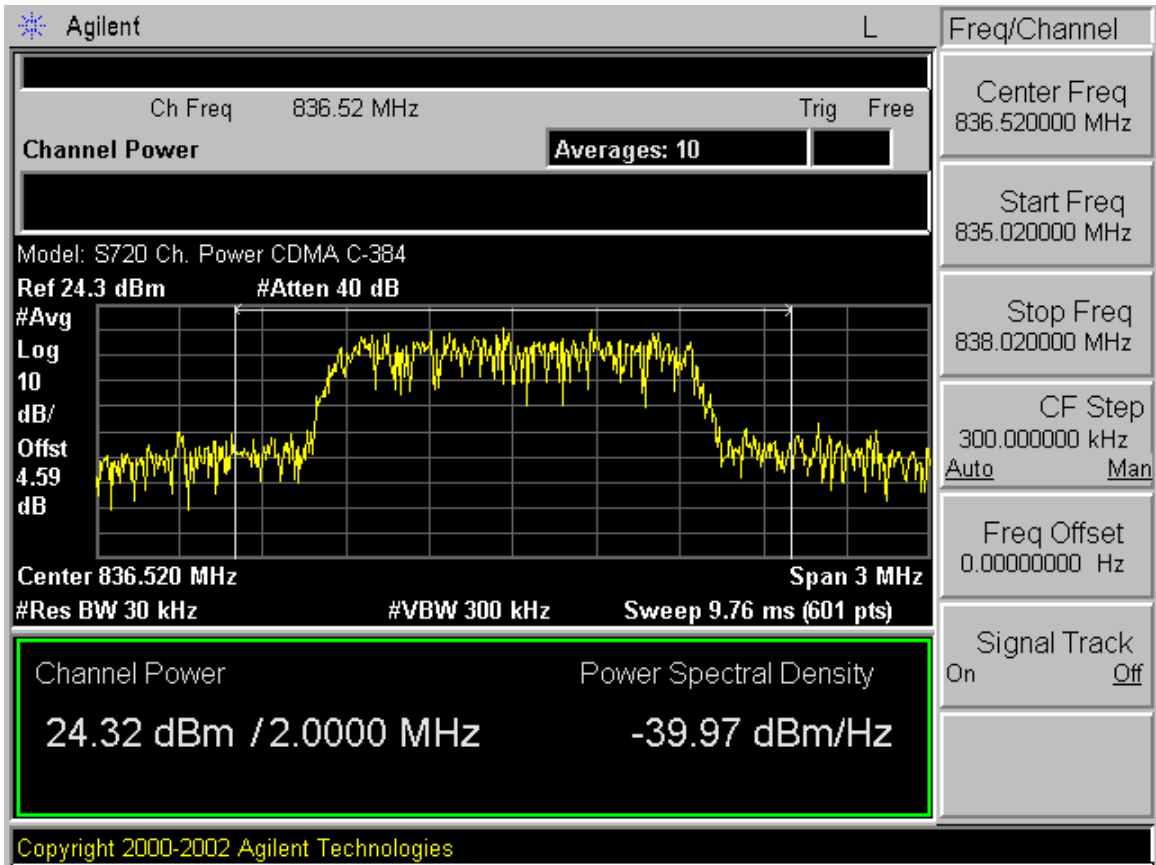 Agilent L
Ch Freq 836.52 MHz Trig Free
Channel Power Averages: 10
Model: S720 Ch. Power CDMA C-384
Ref 24.3 dBm #Atten 40 dB
#Avg
Log
10
dB/
Offst
4.59
dB
Center 836.520 MHz Span 3 MHz
#Res BW 30 kHz #VBW 300 kHz Sweep 9.76 ms (601 pts)
Channel Power Power Spectral Density
24.32 dBm / 2.0000 MHz -39.97 dBm/Hz
Copyright 2000-2002 Agilent Technologies
Freq/Channel
Center Freq
836.520000 MHz
Start Freq
835.020000 MHz
Stop Freq
838.020000 MHz
CF Step
300.000000 kHz
Auto Man
Freq Offset
0.00000000 Hz
Signal Track
On Off